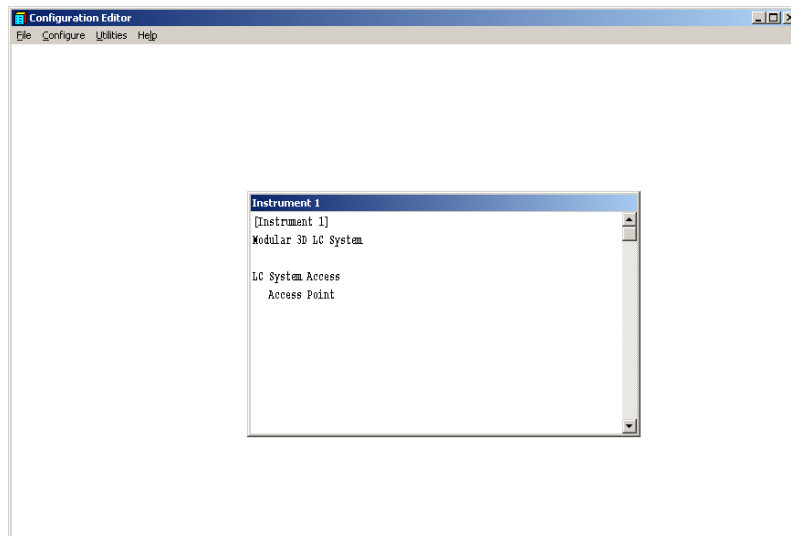 Configuration Editor
File Configure Utilities Help
Instrument 1
[Instrument 1]
Modular 3D LC System
LC System Access
Access Point